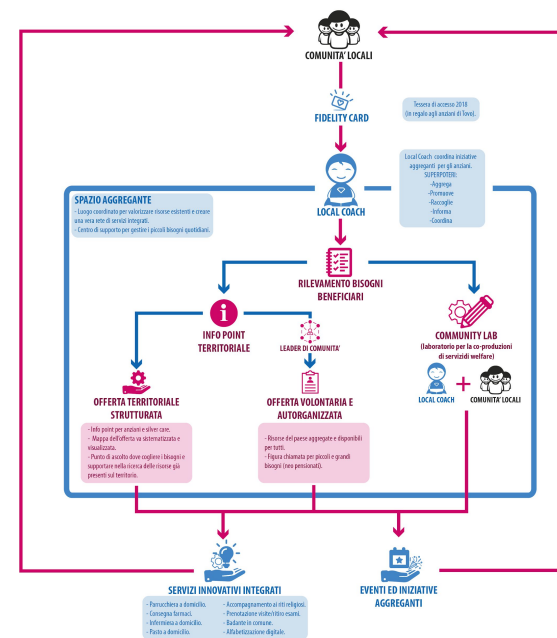 COMUNITA' LOCALI
FIDELITY CARD
Tessera di accesso 2018
(in regalo agli anziani di Tovo).
Local Coach coordina iniziative
aggreganti per gli anziani.
SUPERPOTERI:
-Aggrega
-Promuove
-Raccoglie
-Informa
-Coordina
SPAZIO AGGREGANTE
- Luogo coordinato per valorizzare risorse esistenti e creare
una vera rete di servizi integrati.
- Centro di supporto per gestire i piccoli bisogni quotidiani.
LOCAL COACH
RILEVAMENTO BISOGNI
BENEFICIARI
INFO POINT
TERRITORIALE
LEADER DI COMUNITA'
COMMUNITY LAB
(laboratorio per la co-produzioni
di servizidi welfare)
LOCAL COACH
COMUNITA' LOCALI
OFFERTA TERRITORIALE
STRUTTURATA
- Info point per anziani e silver care.
- Mappa dell'offerta va sistematizzata e
visualizzata.
- Punto di ascolto dove cogliere i bisogni e
supportare nella ricerca delle risorse già
presenti sul territorio.
OFFERTA VOLONTARIA E
AUTORGANIZZATA
- Risorse del paese aggregate e disponibili
per tutti.
- Figura chiamata per piccoli e grandi
bisogni (neo pensionati).
SERVIZI INNOVATIVI INTEGRATI
- Parrucchiera a domicilio.
- Consegna farmaci.
- Infermiera a domicilio.
- Pasto a domicilio.
- Accompagnamento ai riti religiosi.
- Prenotazione visite/ritiro esami.
- Badante in comune.
- Alfabetizzazione digitale.
EVENTI ED INIZIATIVE
AGGREGANTI